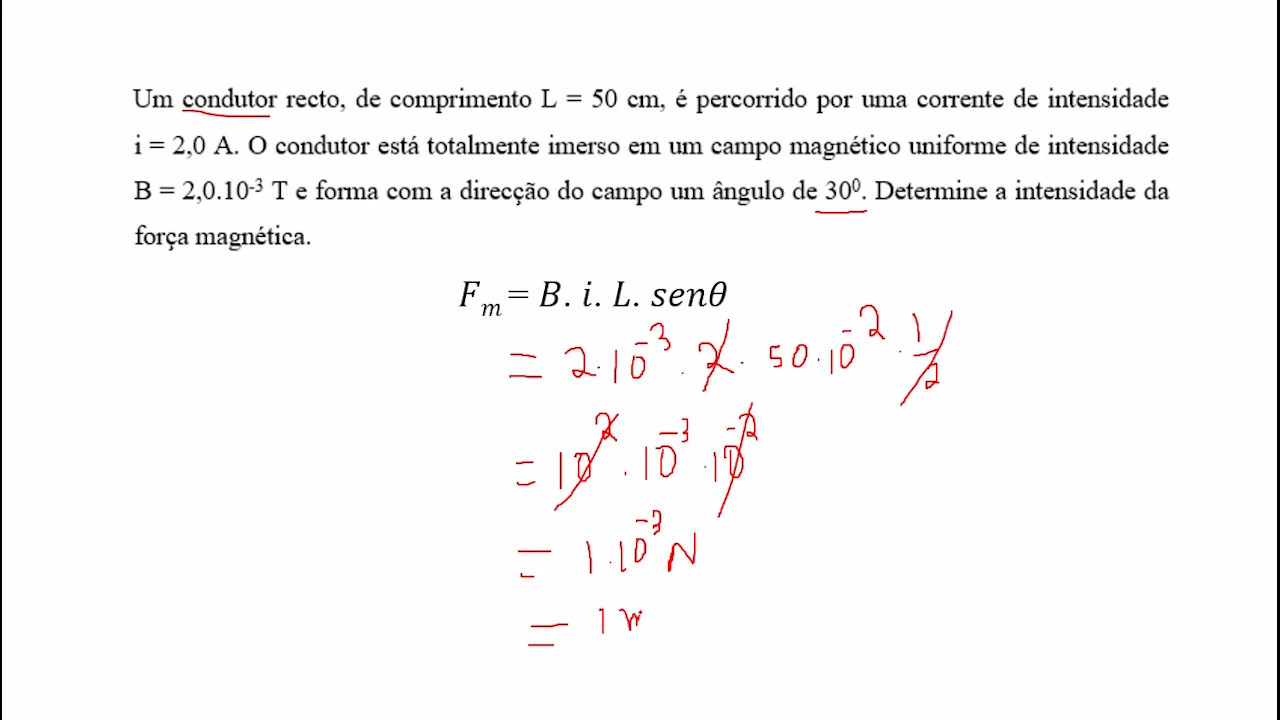 Um condutor recto, de comprimento L = 50 cm, é percorrido por uma corrente de intensidade
i = 2,0 A. O condutor está totalmente imerso em um campo magnético uniforme de intensidade
B = 2,0.10⁻³ T e forma com a direcção do campo um ângulo de 30⁰. Determine a intensidade da
força magnética.
Fₘ = B. i. L. senθ
= 2.10⁻³ . 2 . 50.10⁻² . 1/2
= 10² . 10⁻³ . 10⁻²
= 1.10⁻³ N
= 1 m